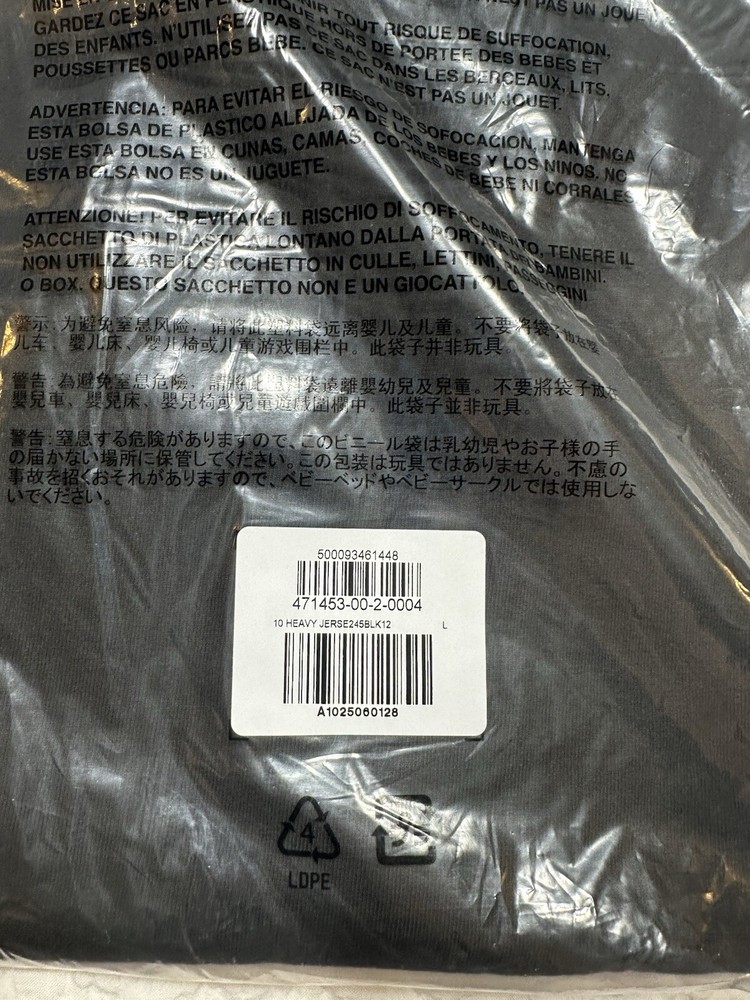 GARDEZ CE SAC EN
NIR TOUT RISQUE DE SUFFOCATION,
DES ENFANTS. N'UTILISEZ PAS CE SAC DANS LES BERCEAUX, LITS,
HORS DE PORTEE DES BEBES ET
POUSSETTES OU PARCS BEBE. CE SAC N'EST PAS UN JOUET.
ADVERTENCIA: PARA EVITAR EL RIESGO DE SOFOCACION, MANTENGA
ESTA BOLSA DE PLASTICO ALEJADA DE LOS BEBES Y LOS NINOS. NO
USE ESTA BOLSA EN CUNAS, CAMAS, COCHES DE BEBE NI CORRALES
ESTA BOLSA NO ES UN JUGUETE.
ATTENZIONE! PER EVITARE IL RISCHIO DI SOFFOCAMENTO, TENERE IL
SACCHETTO DI PLASTICA LONTANO DALLA PORTATA DEI BAMBINI.
NON UTILIZZARE IL SACCHETTO IN CULLE, LETTINI, PASSEGGINI
O BOX. QUESTO SACCHETTO NON E UN GIOCATTOLO.
警示：为避免窒息风险，请将此塑料袋远离婴儿及儿童。不要将袋子放在婴
儿车、婴儿床、婴儿椅或儿童游戏围栏中。此袋子并非玩具。
警告：為避免窒息危險，請將此塑料袋遠離嬰幼兒及兒童。不要將袋子放在
嬰兒車、嬰兒床、嬰兒椅或兒童遊戲圍欄中。此袋子並非玩具。
警告：窒息する危険がありますので、このビニール袋は乳幼児やお子様の手
の届かない場所に保管してください。この包装は玩具ではありません。不慮の
事故を招くおそれがありますので、ベビーベッドやベビーサークルでは使用しな
いでください。
500093461448
471453-00-2-0004
10 HEAVY JERSE245BLK12 L
A1025060128
4
LDPE